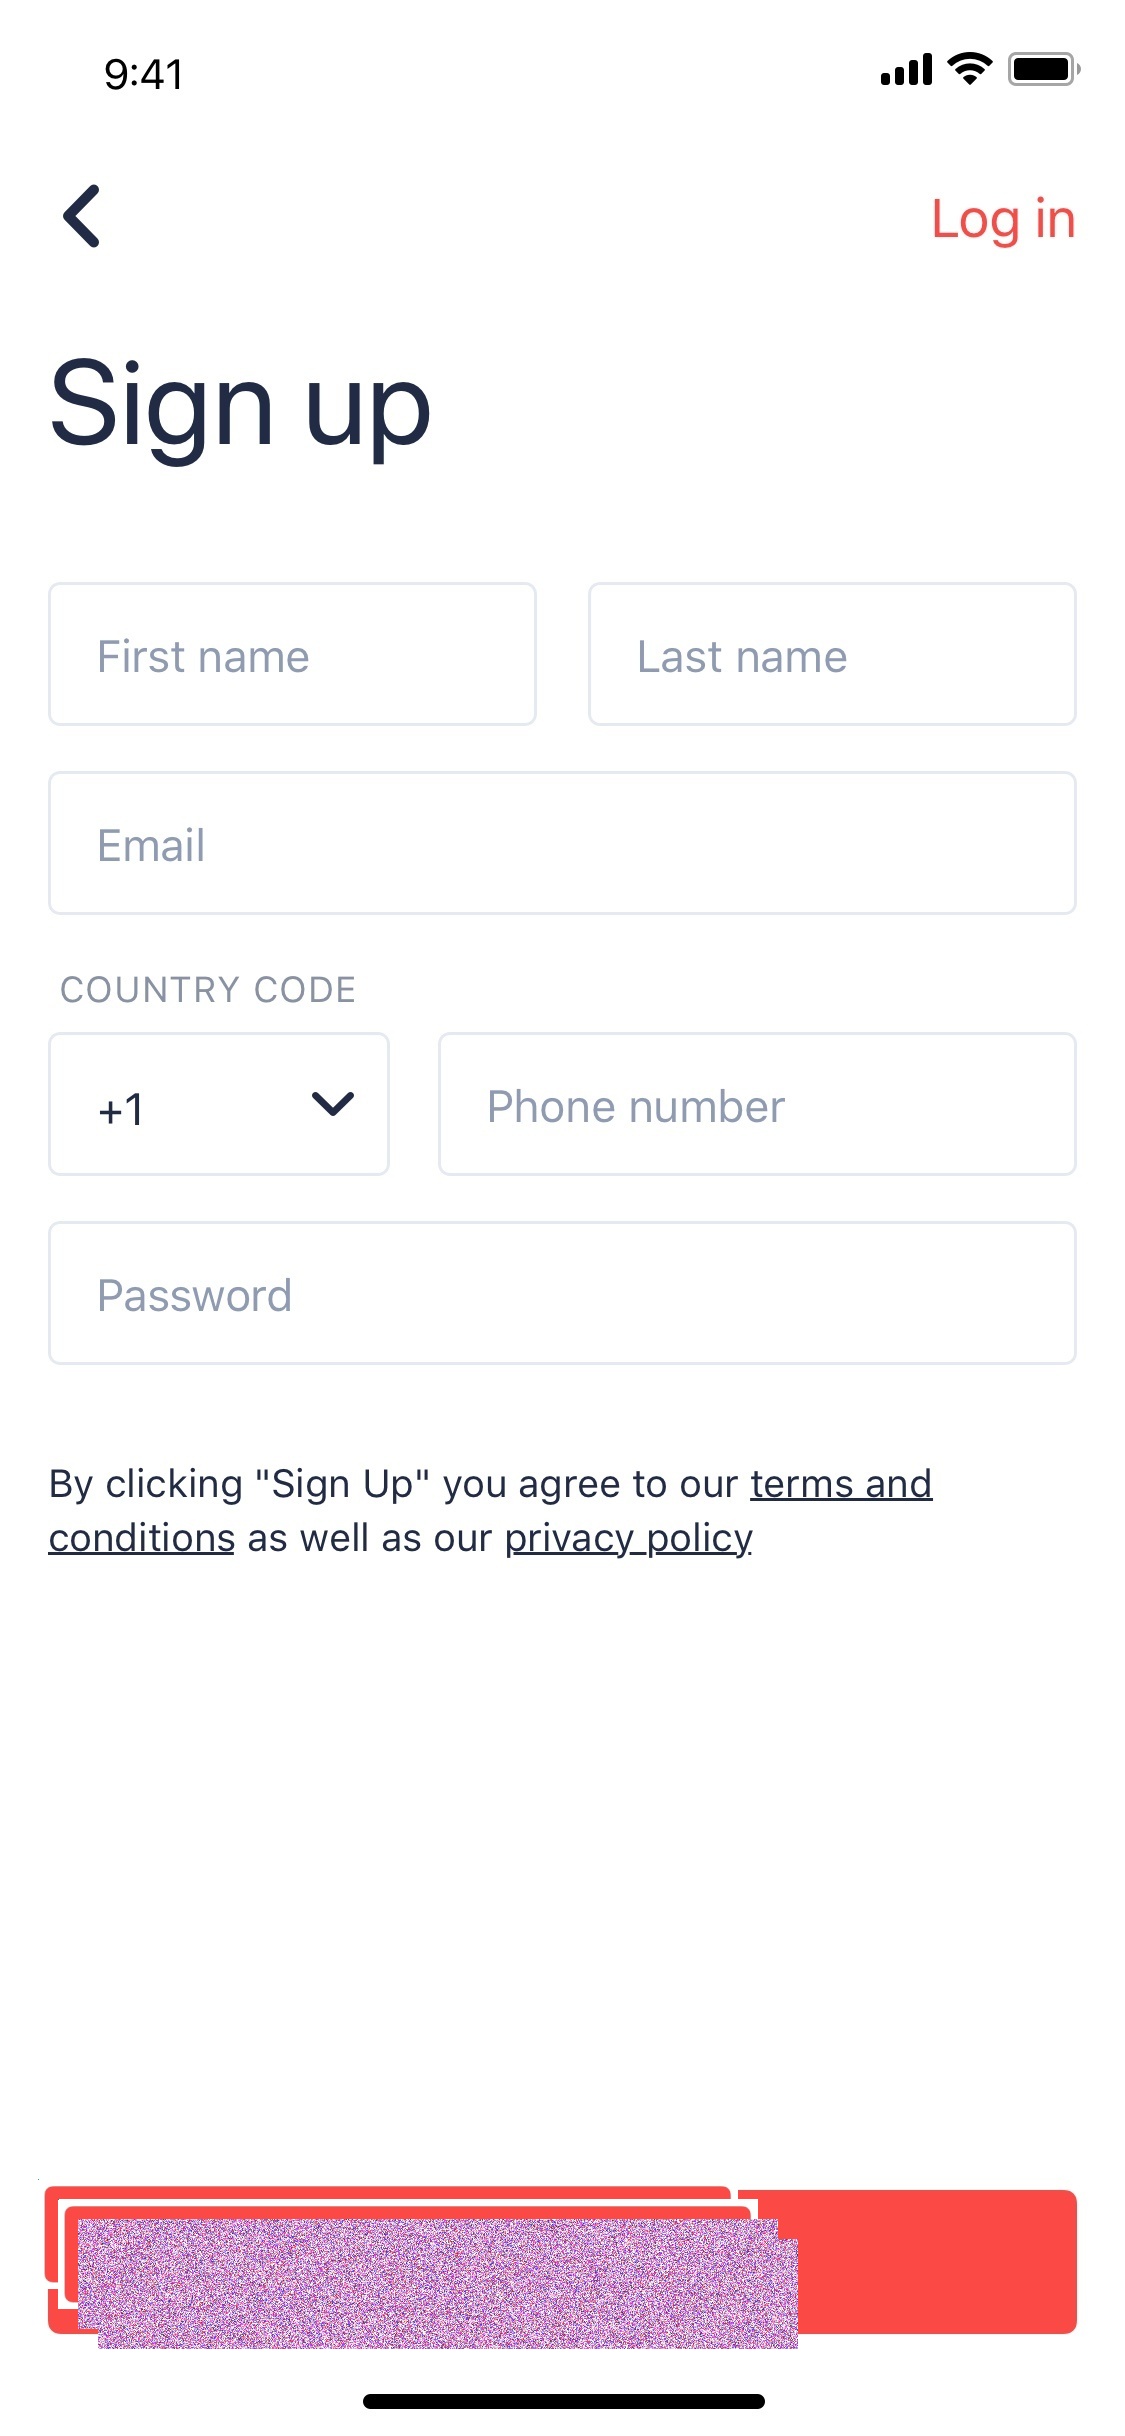 9:41
Log in
Sign up
First name
Last name
Email
COUNTRY CODE
+1
Phone number
Password
By clicking "Sign Up" you agree to our terms and
conditions as well as our privacy policy